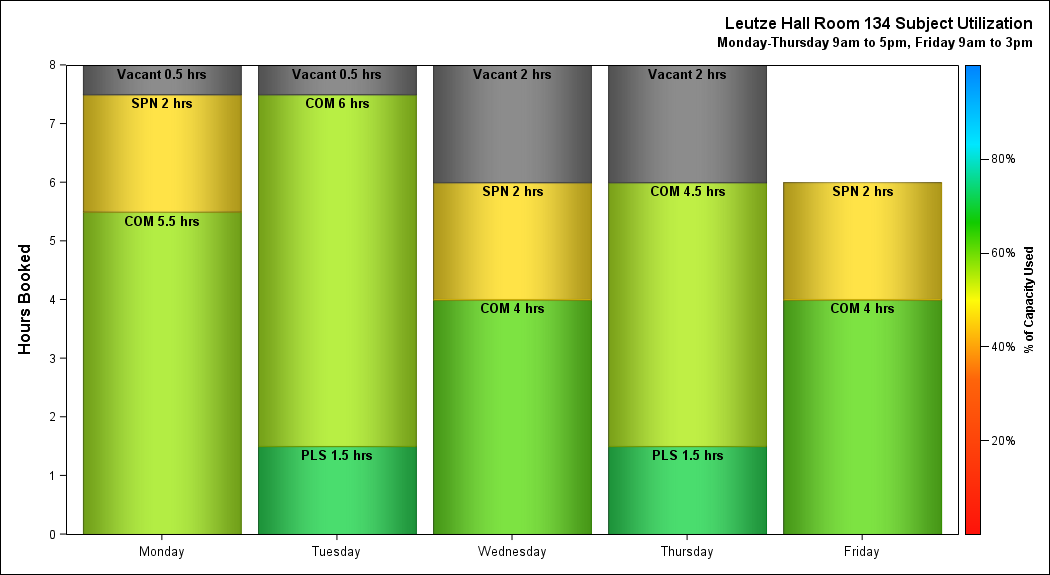 Leutze Hall Room 134 Subject Utilization
Monday-Thursday 9am to 5pm, Friday 9am to 3pm
Hours Booked
8
7
6
5
4
3
2
1
0
Vacant 0.5 hrs
SPN 2 hrs
COM 5.5 hrs
Vacant 0.5 hrs
COM 6 hrs
PLS 1.5 hrs
Vacant 2 hrs
SPN 2 hrs
COM 4 hrs
Vacant 2 hrs
COM 4.5 hrs
PLS 1.5 hrs
SPN 2 hrs
COM 4 hrs
Monday
Tuesday
Wednesday
Thursday
Friday
80%
60%
40%
20%
% of Capacity Used